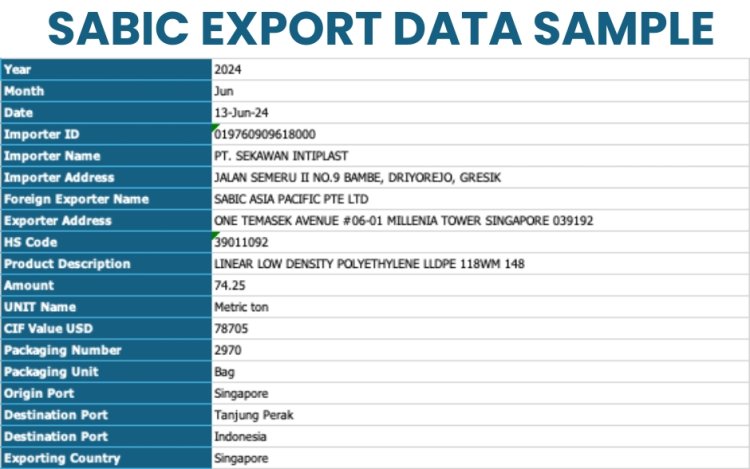 SABIC EXPORT DATA SAMPLE
Year 2024
Month Jun
Date 13-Jun-24
Importer ID 019760909618000
Importer Name PT. SEKAWAN INTIPLAST
Importer Address JALAN SEMERU II NO.9 BAMBE, DRIYOREJO, GRESIK
Foreign Exporter Name SABIC ASIA PACIFIC PTE LTD
Exporter Address ONE TEMASEK AVENUE #06-01 MILLENIA TOWER SINGAPORE 039192
HS Code 39011092
Product Description LINEAR LOW DENSITY POLYETHYLENE LLDPE 118WM 148
Amount 74.25
UNIT Name Metric ton
CIF Value USD 78705
Packaging Number 2970
Packaging Unit Bag
Origin Port Singapore
Destination Port Tanjung Perak
Destination Port Indonesia
Exporting Country Singapore